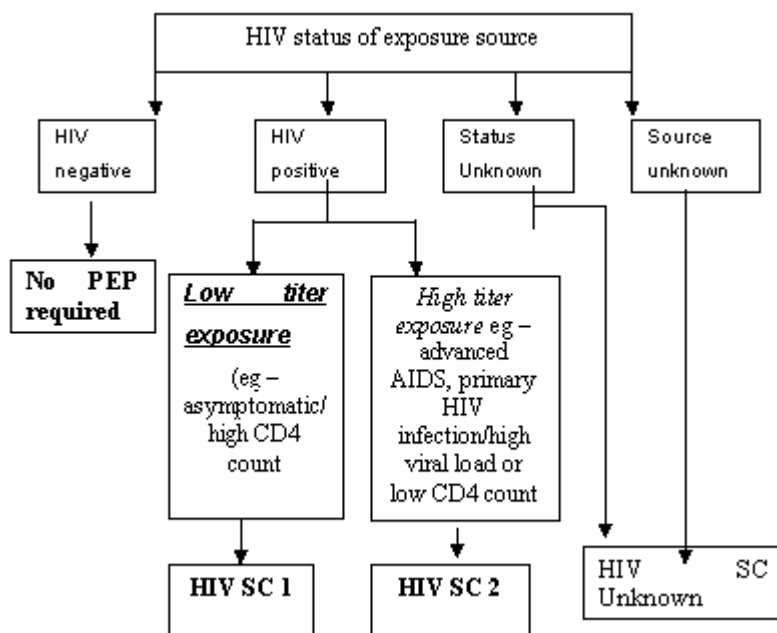 HIV status of exposure source
HIV
negative
HIV
positive
Status
Unknown
Source
unknown
No PEP
required
Low titer
exposure
(eg –
asymptomatic/
high CD4
count
High titer
exposure eg –
advanced
AIDS, primary
HIV
infection/high
viral load or
low CD4 count
HIV SC 1
HIV SC 2
HIV SC
Unknown